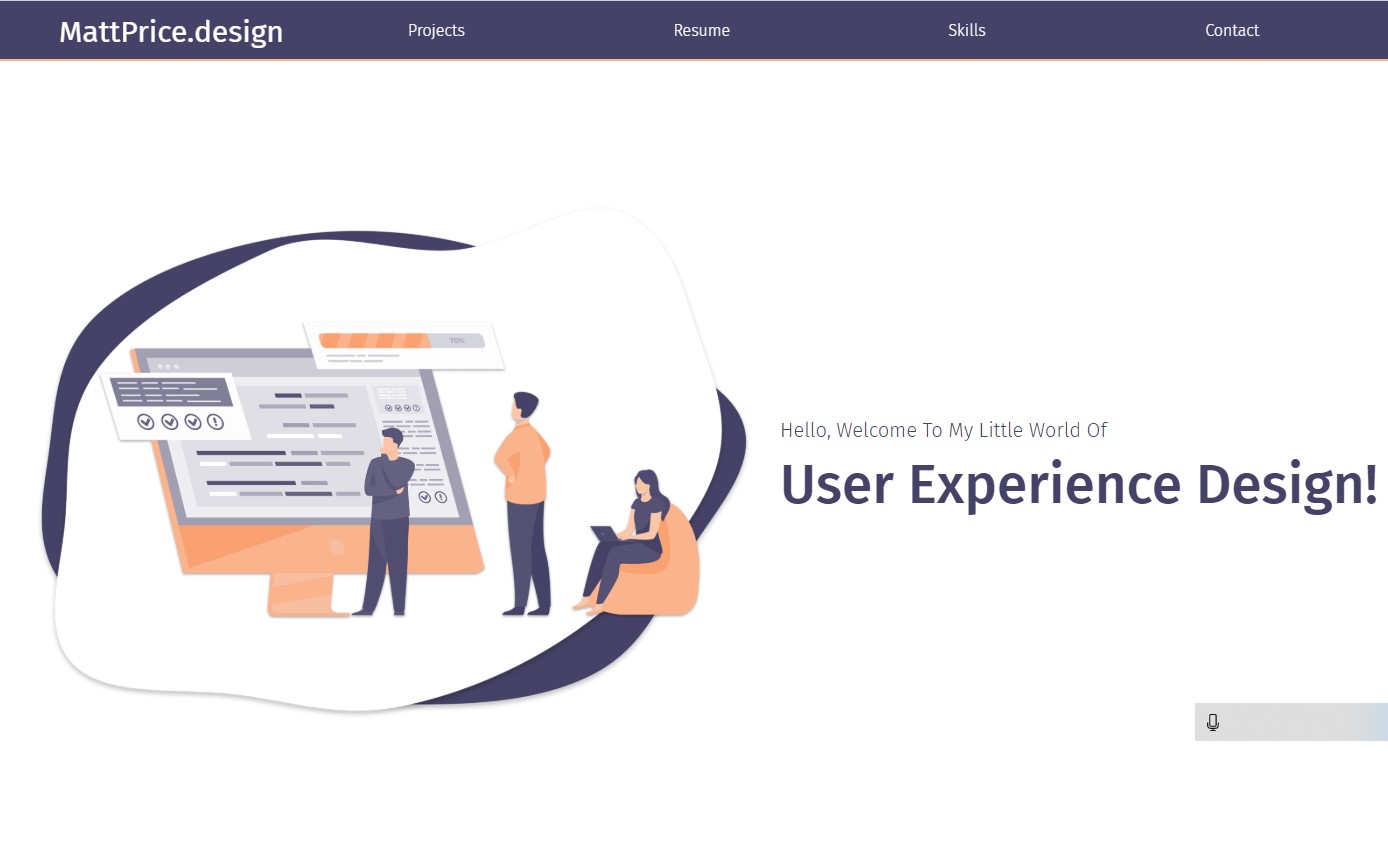 MattPrice.design
Projects
Resume
Skills
Contact
70%
Hello, Welcome To My Little World Of
User Experience Design!